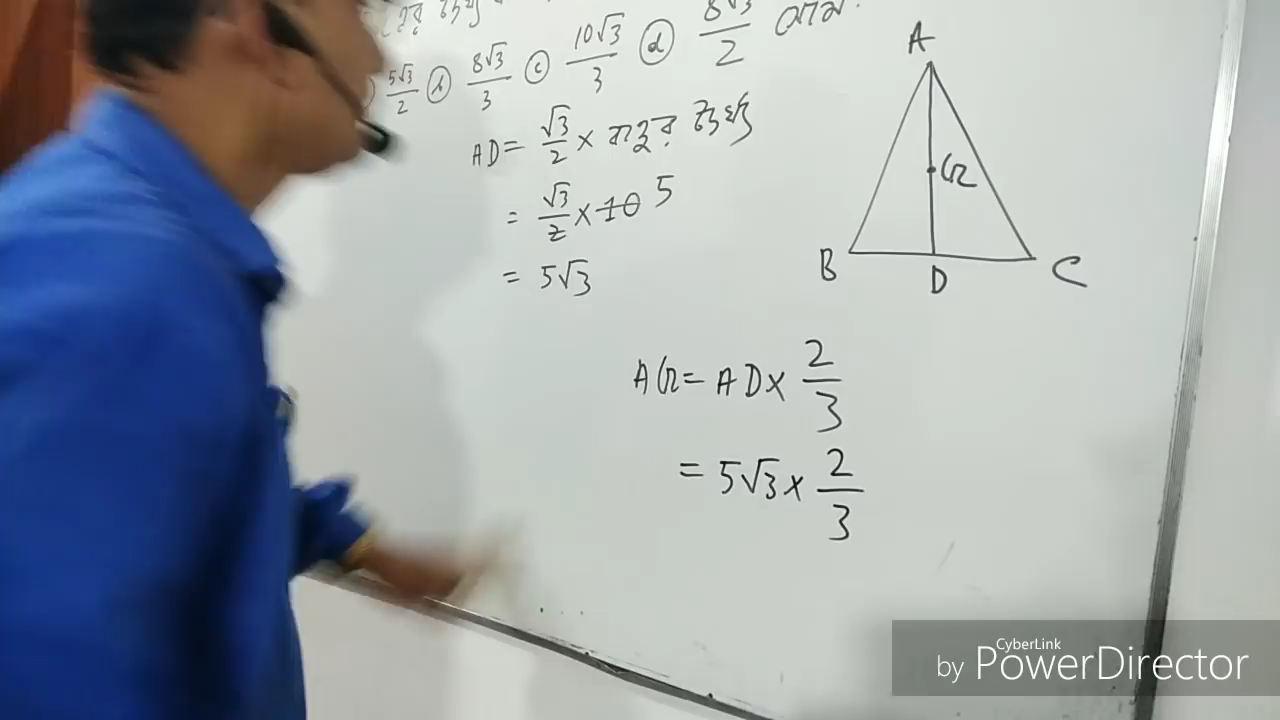 5√3/2 ⓑ 8√3/3 ⓒ 10√3/3 ⓓ 8√3/2
AD = √3/2 × বাহুর দৈর্ঘ্য
= √3/2 × 10 5
= 5√3
A
G
B
D
C
AG = AD × 2/3
= 5√3 × 2/3
CyberLink
by PowerDirector